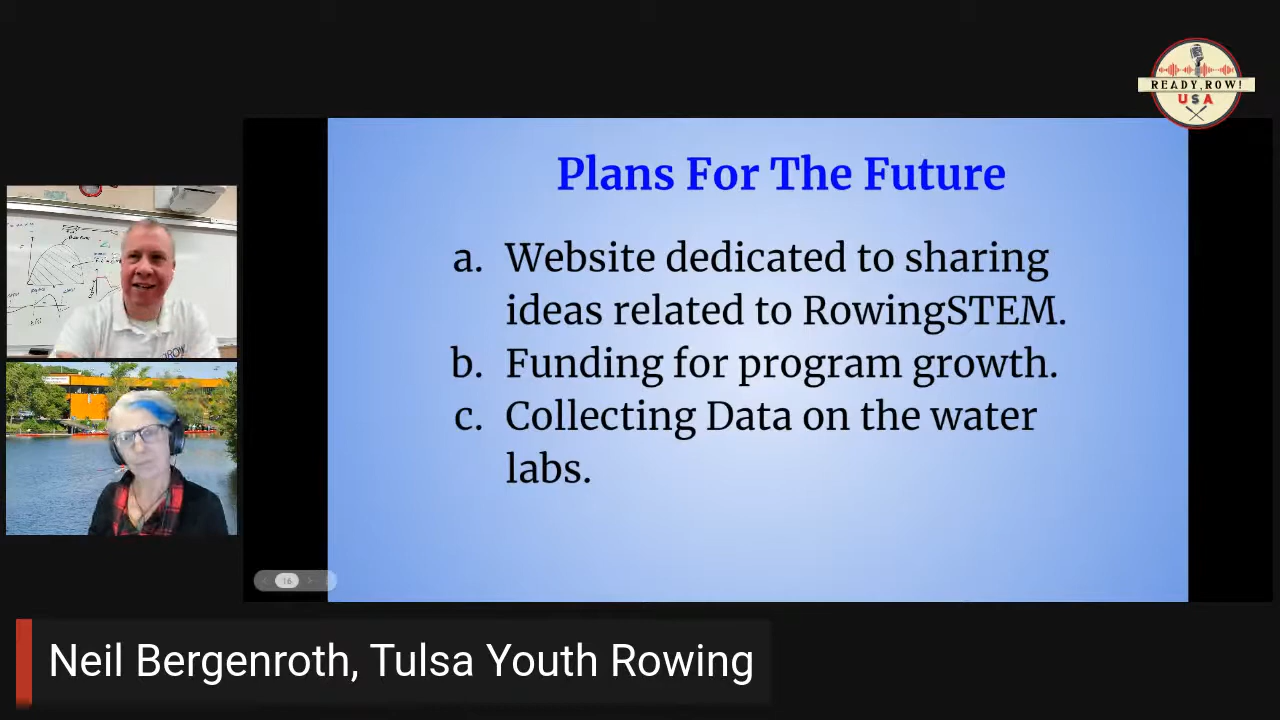 READY, ROW!
USA
Plans For The Future
a. Website dedicated to sharing
ideas related to RowingSTEM.
b. Funding for program growth.
c. Collecting Data on the water
labs.
16
Neil Bergenroth, Tulsa Youth Rowing